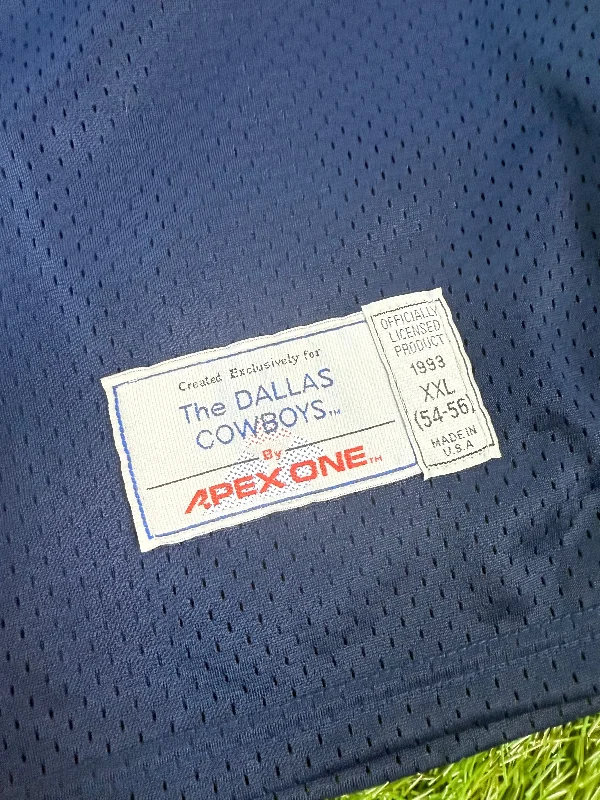 Created Exclusively for
The DALLAS
COWBOYS™
By
APEX ONE™
OFFICIALLY
LICENSED
PRODUCT
1993
XXL
(54-56)
MADE IN
U.S.A